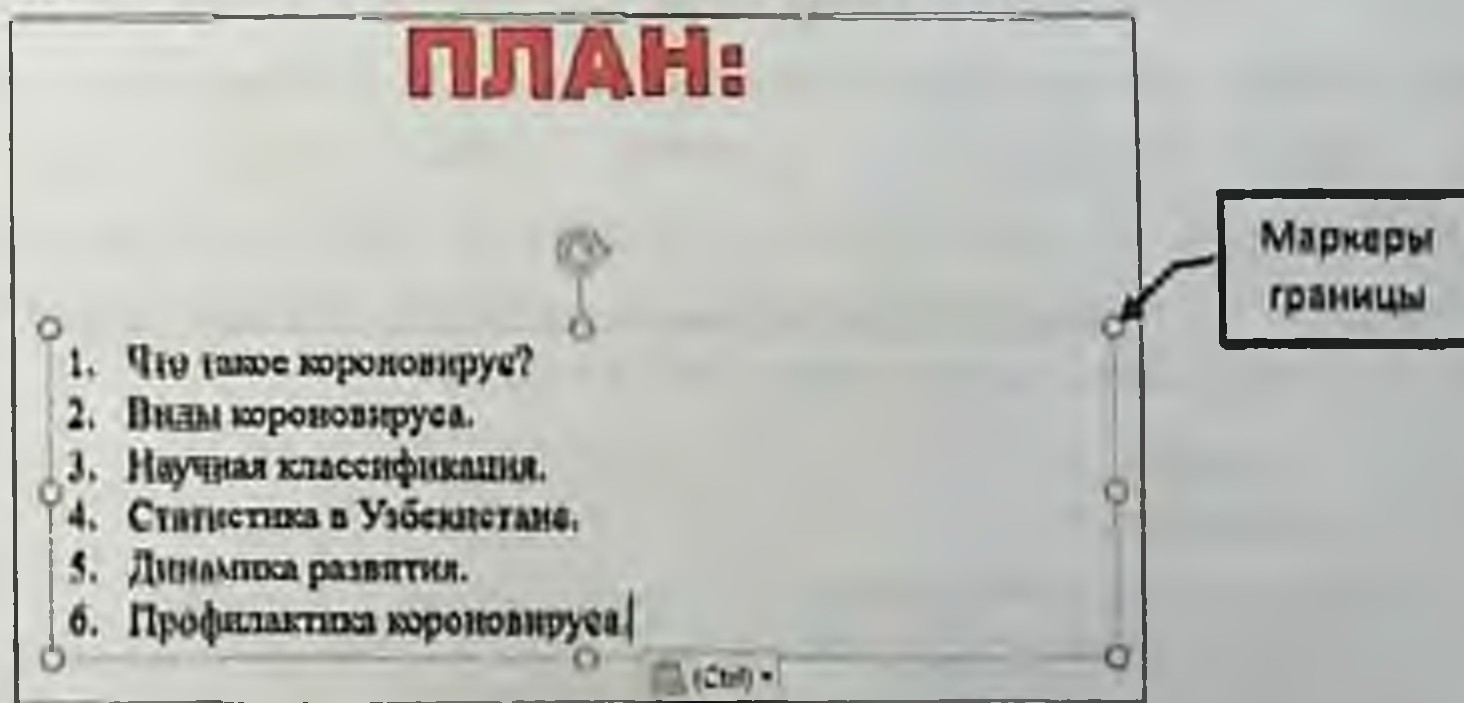 ПЛАН:
Маркеры
границы
1. Что такое короновирус?
2. Виды короновируса.
3. Научная классификация.
4. Статистика в Узбекистане.
5. Динамика развития.
6. Профилактика короновируса.
(Ctrl)